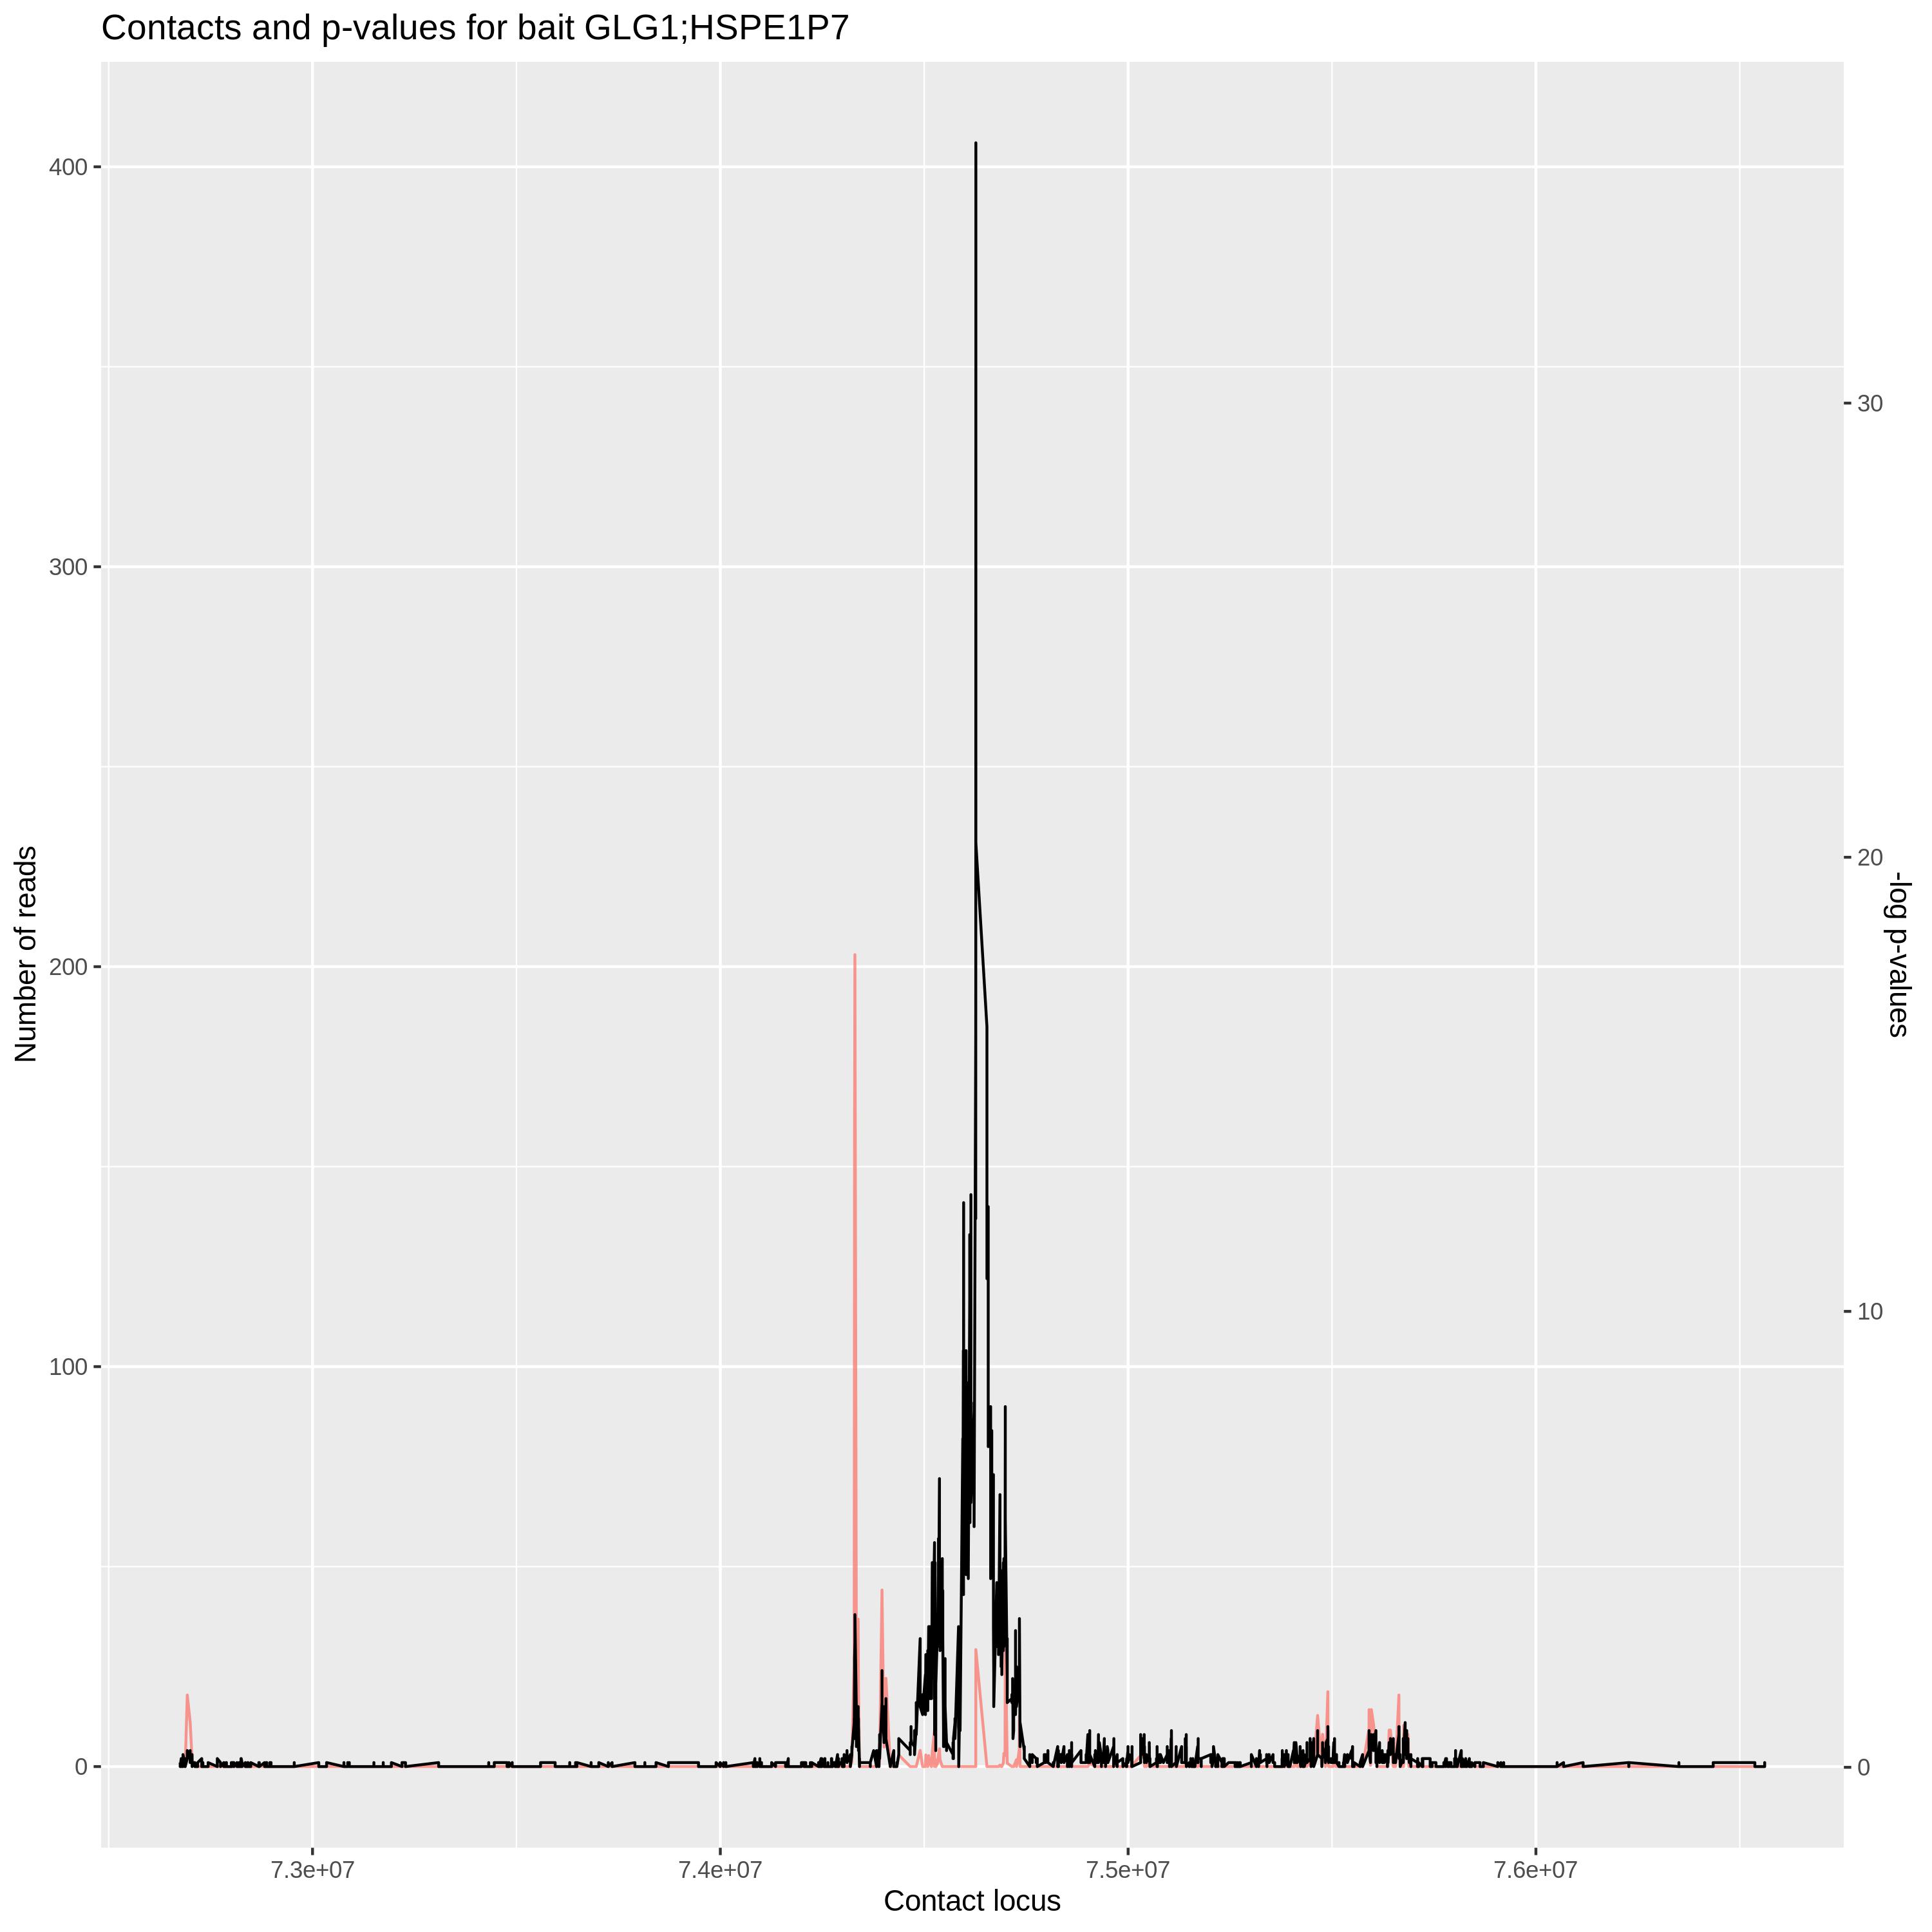 Contacts and p-values for bait GLG1;HSPE1P7
400
300
200
100
0
Number of reads
30
20
10
0
-log p-values
7.3e+07
7.4e+07
7.5e+07
7.6e+07
Contact locus